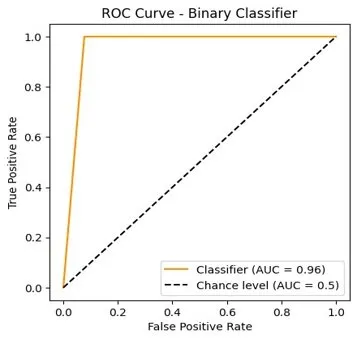 ROC Curve - Binary Classifier
True Positive Rate
1.0
0.8
0.6
0.4
0.2
0.0
Classifier (AUC = 0.96)
Chance level (AUC = 0.5)
0.0 0.2 0.4 0.6 0.8 1.0
False Positive Rate